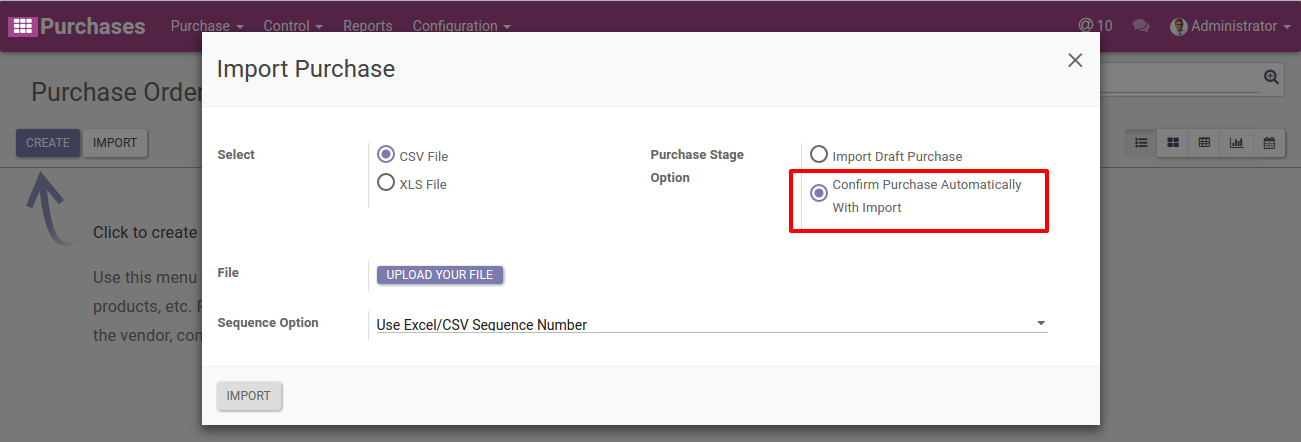 Purchases Purchase Control Reports Configuration @ 10 Administrator
Import Purchase
Purchase Order
CREATE IMPORT
Select
CSV File
XLS File
Purchase Stage
Option
Import Draft Purchase
Confirm Purchase Automatically
With Import
Click to create
File
UPLOAD YOUR FILE
Use this menu
products, etc.
the vendor, con
Sequence Option
Use Excel/CSV Sequence Number
IMPORT